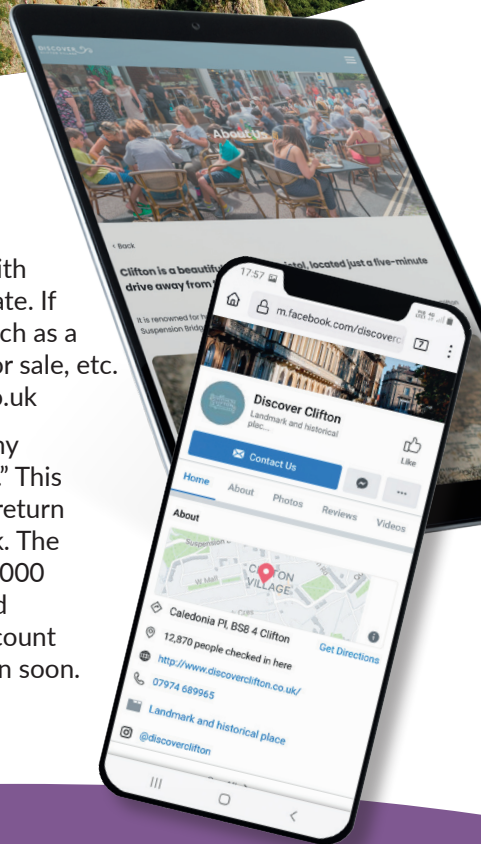 DISCOVER
About Us
< Back
Clifton is a beautiful
istol, located just a five-minute
drive away from
It is renowned for
Suspension Bridg
ith
ate. If
ch as a
or sale, etc.
o.uk
ny
.” This
return
k. The
000
d
count
n soon.
17:57
m.facebook.com/discoverc
7
Discover Clifton
Landmark and historical
plac...
Like
Contact Us
Home
About
Photos
Reviews
Videos
About
Suspension
W Mall
CLIFTON
VILLAGE
Caledonia Pl, BS8 4 Clifton
Get Directions
12,870 people checked in here
http://www.discoverclifton.co.uk/
07974 689965
Landmark and historical place
@discoverclifton